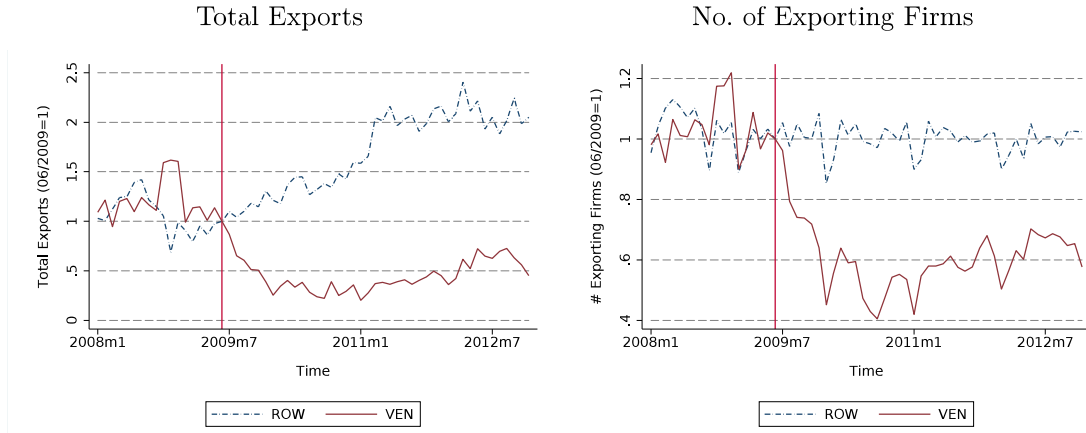 Total Exports
Total Exports (06/2009=1)
2.5
2
1.5
1
.5
0
2008m1 2009m7 2011m1 2012m7
Time
ROW VEN
No. of Exporting Firms
# Exporting Firms (06/2009=1)
1.2
1
.8
.6
.4
2008m1 2009m7 2011m1 2012m7
Time
ROW VEN